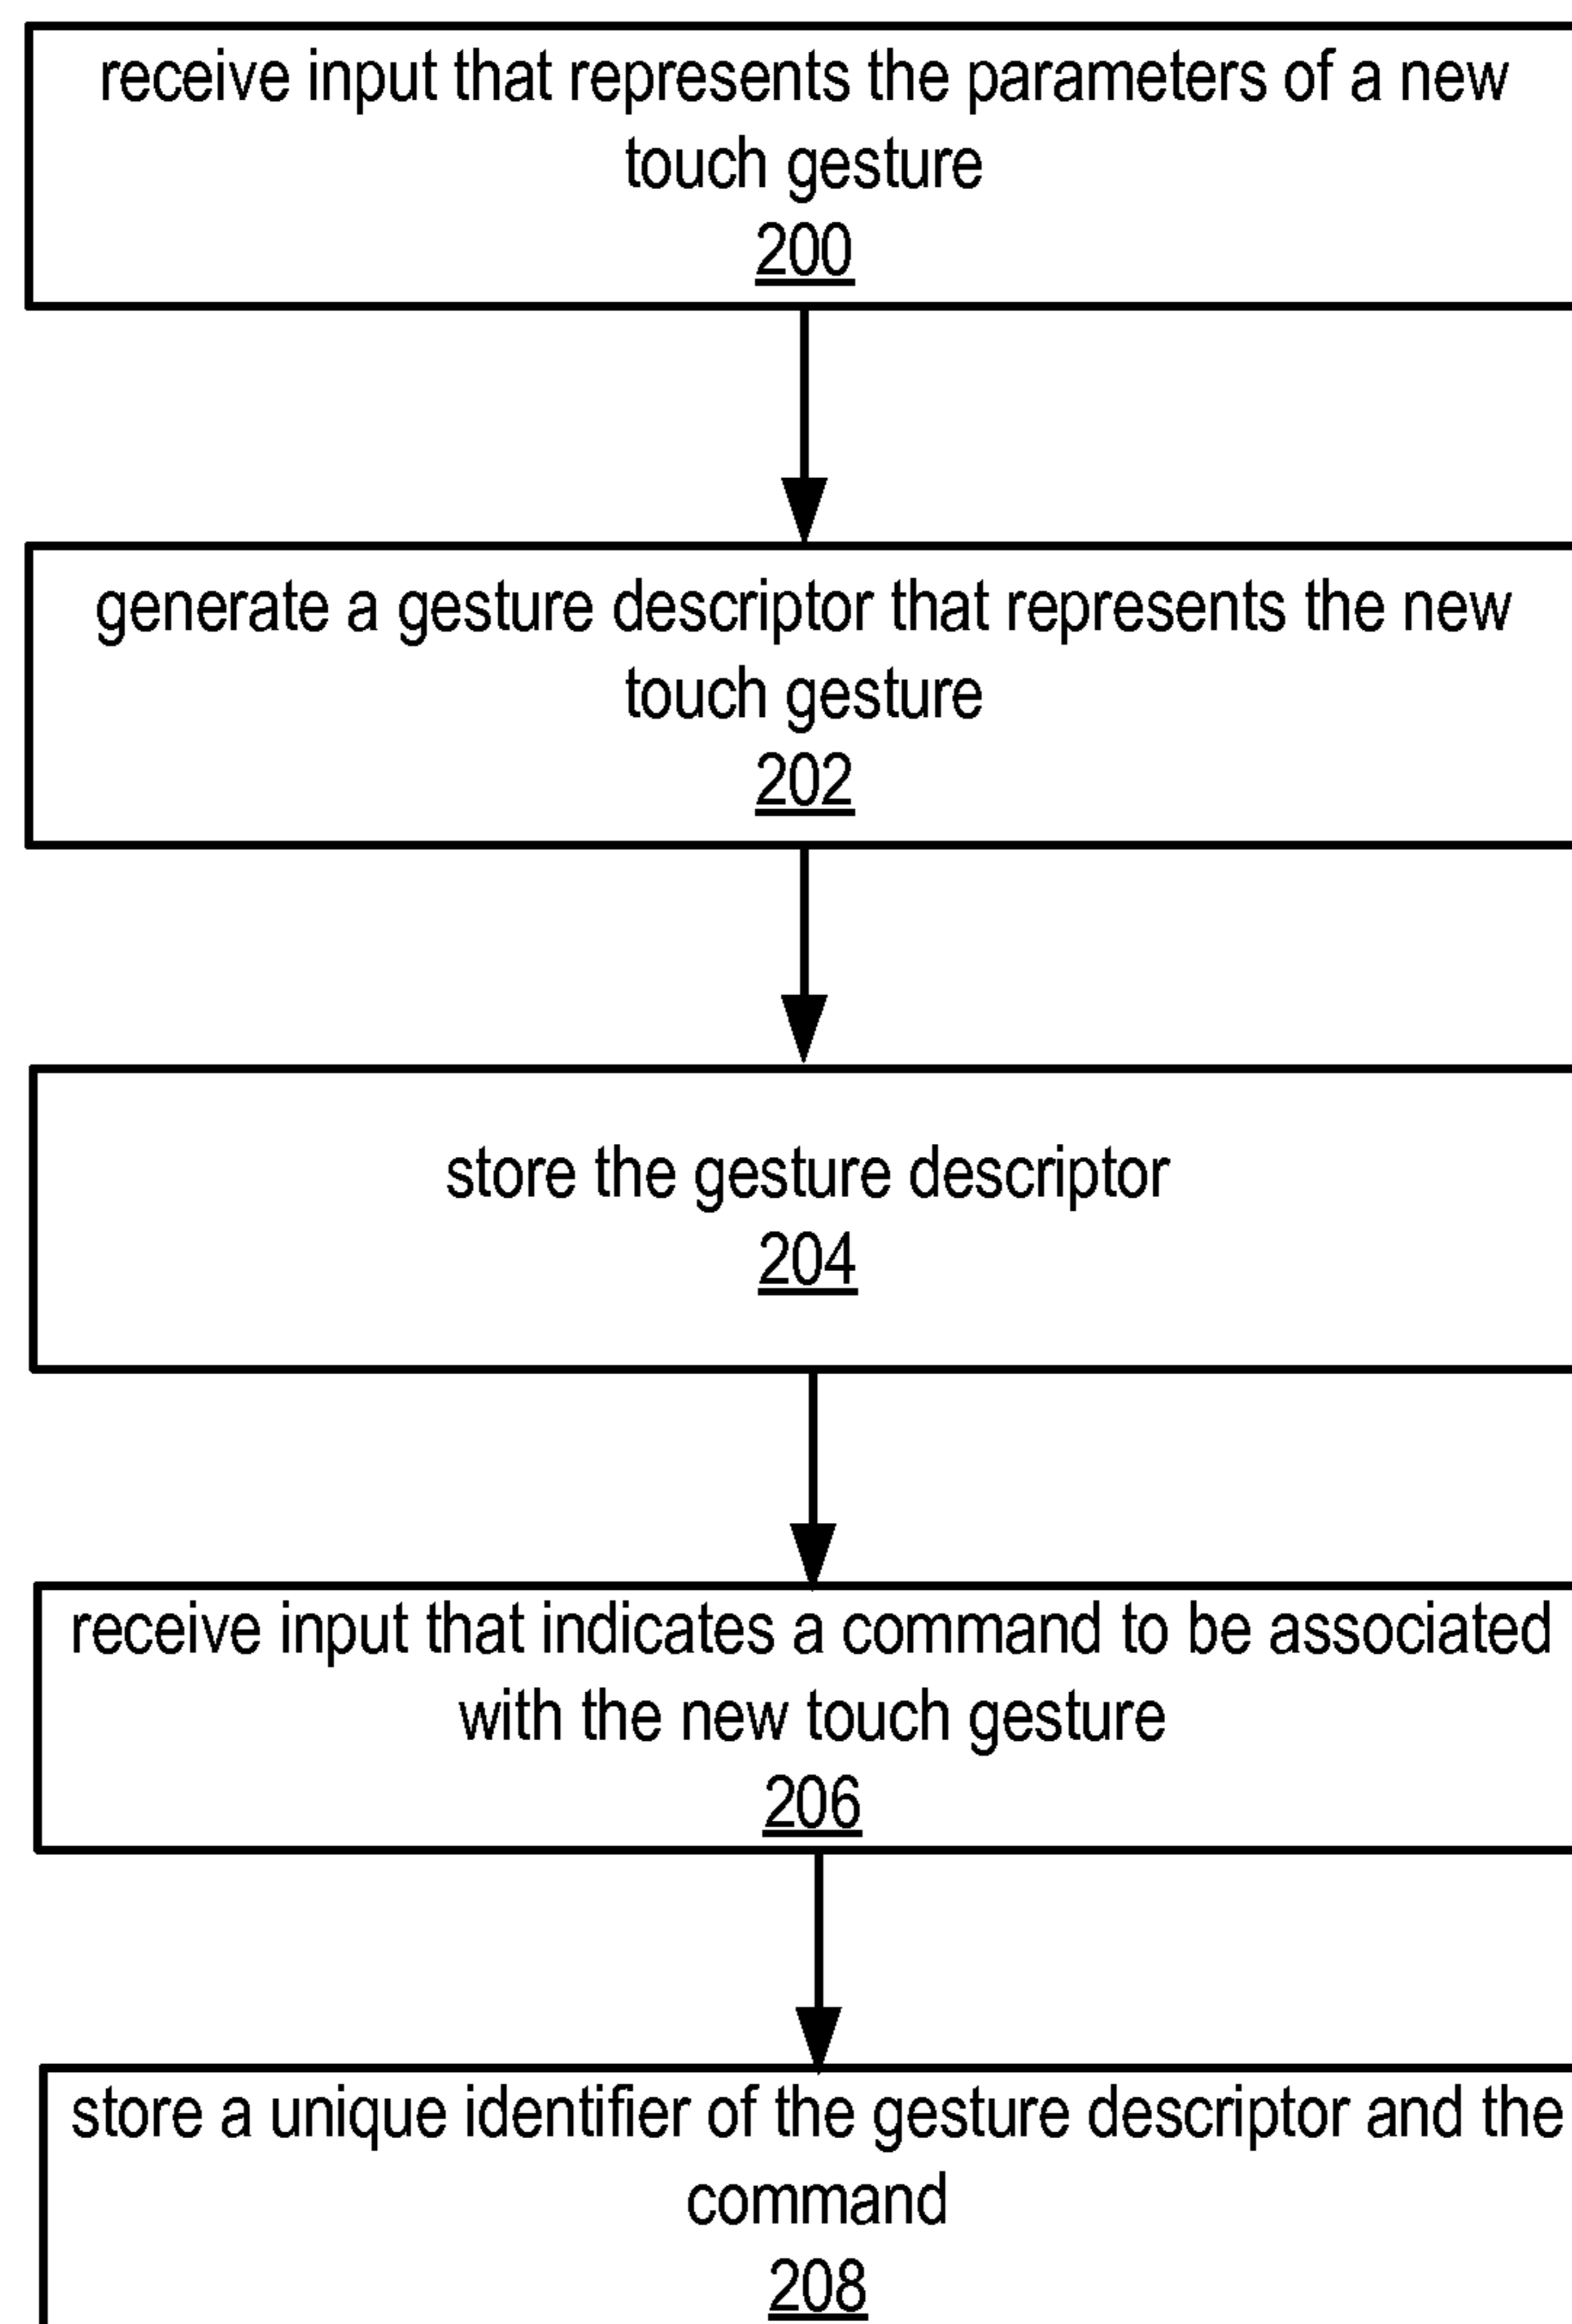 receive input that represents the parameters of a new
touch gesture
200
generate a gesture descriptor that represents the new
touch gesture
202
store the gesture descriptor
204
receive input that indicates a command to be associated
with the new touch gesture
206
store a unique identifier of the gesture descriptor and the
command
208